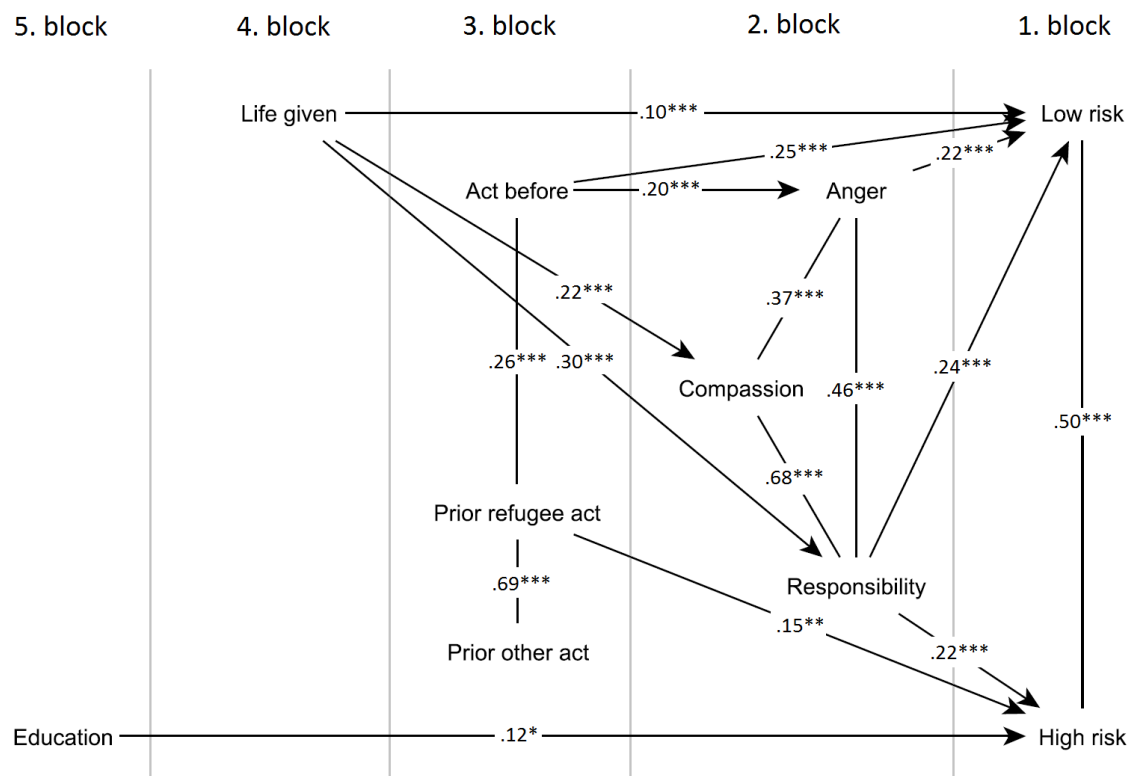 5. block 4. block 3. block 2. block 1. block
Life given .10*** Low risk
.25*** .22***
Act before .20*** Anger
.22*** .37***
.26*** .30*** .24***
Compassion .46***
.50***
.68***
Prior refugee act
.69*** Responsibility
.15**
Prior other act .22***
Education .12* High risk